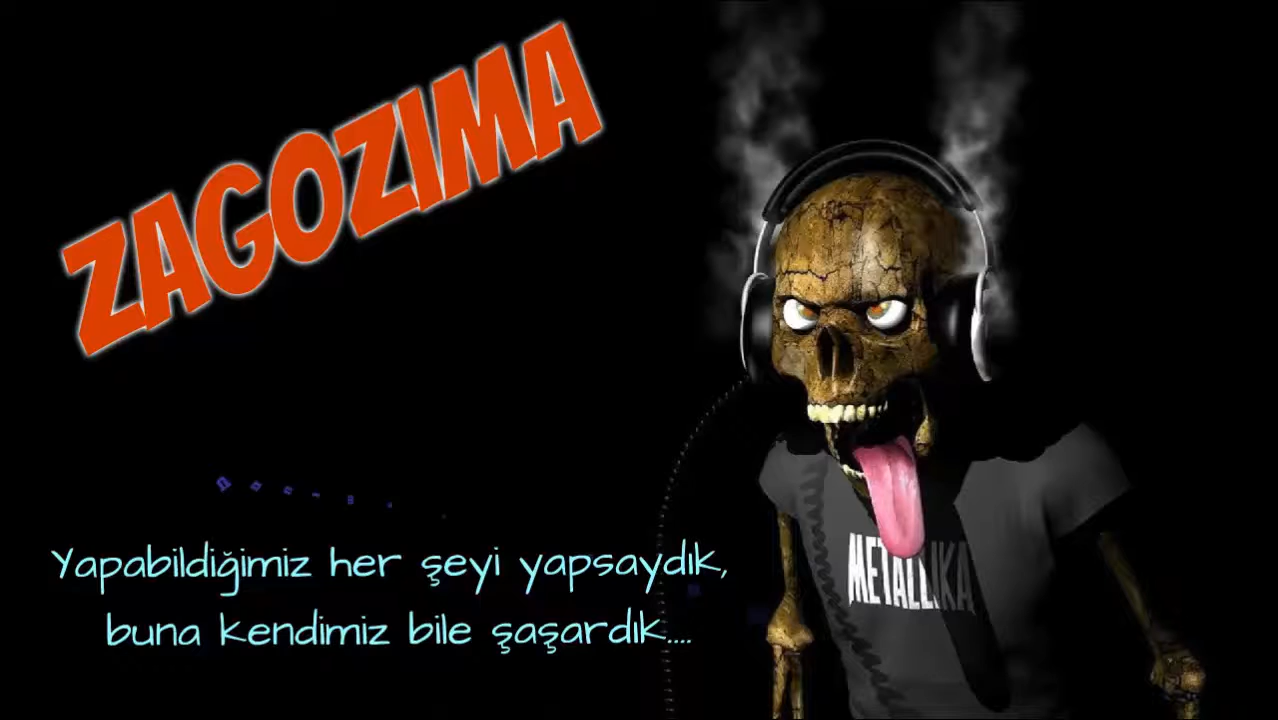 ZAGOZIMA
METALLIKA
Yapabildiğimiz her şeyi yapsaydık,
buna kendimiz bile şaşardık....